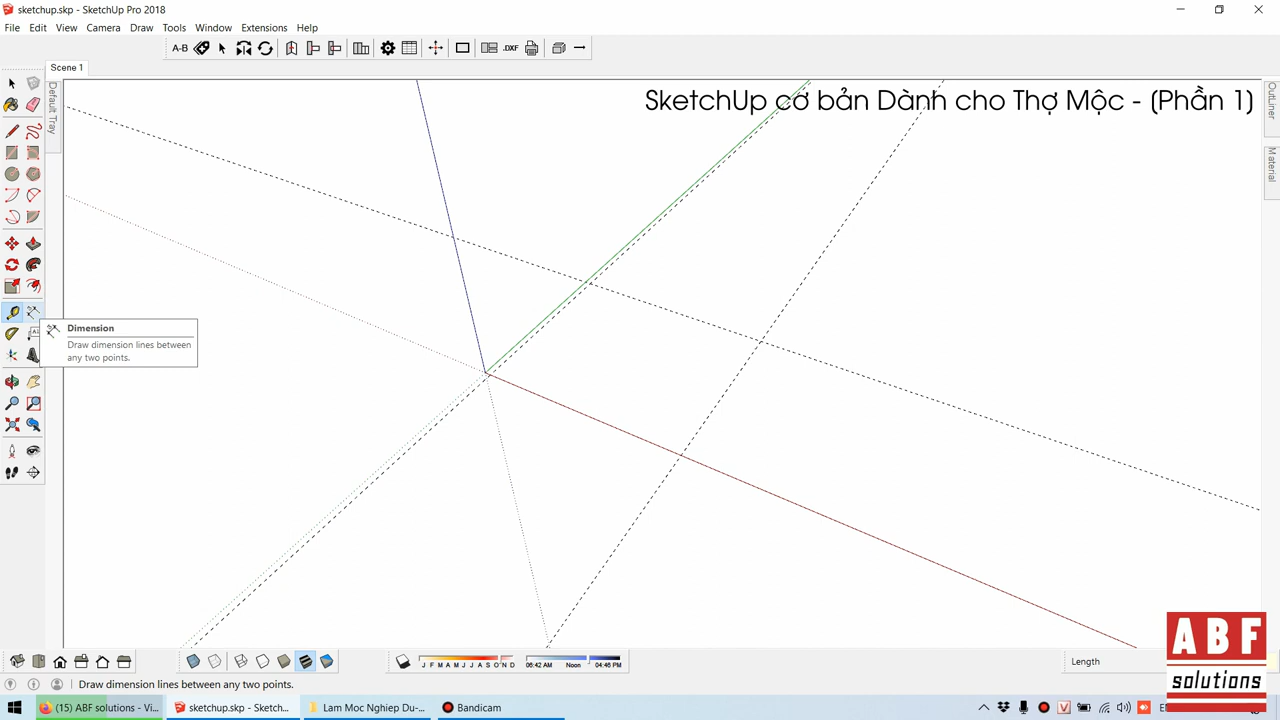 sketchup.skp - SketchUp Pro 2018
File Edit View Camera Draw Tools Window Extensions Help
A-B
.DXF
Scene 1
Default Tray
SketchUp cơ bản Dành cho Thợ Mộc - (Phần 1)
OutLiner
Material
Dimension
Draw dimension lines between
any two points.
ABF
solutions
J F M A M J J A S O N D
06:42 AM Noon 04:46 PM
Length
Draw dimension lines between any two points.
(15) ABF solutions - Vi...
sketchup.skp - Sketch...
Lam Moc Nghiep Du-...
Bandicam
V